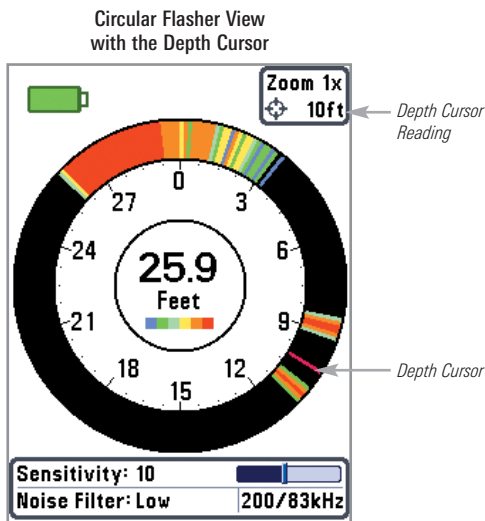 Circular Flasher View
with the Depth Cursor
Zoom 1x
10ft
Depth Cursor
Reading
0
3
6
9
12
15
18
21
24
27
25.9
Feet
Depth Cursor
Sensitivity: 10
Noise Filter: Low
200/83kHz